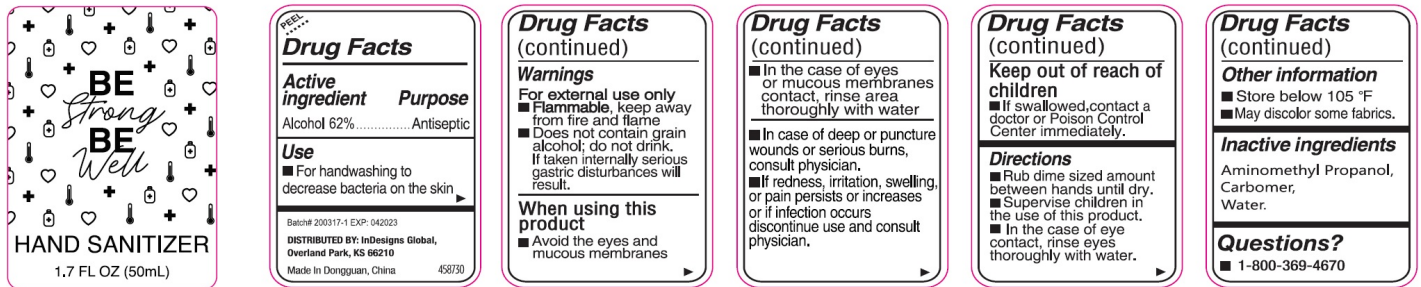 BE
Strong
BE
Well
HAND SANITIZER
1.7 FL OZ (50mL)
PEEL
Drug Facts
Active
ingredient Purpose
Alcohol 62%...............Antiseptic
Use
■ For handwashing to
decrease bacteria on the skin
Batch# 200317-1 EXP: 042023
DISTRIBUTED BY: InDesigns Global,
Overland Park, KS 66210
Made In Dongguan, China 458730
Drug Facts
(continued)
Warnings
For external use only
■ Flammable, keep away
from fire and flame
■ Does not contain grain
alcohol; do not drink.
If taken internally serious
gastric disturbances will
result.
When using this
product
■ Avoid the eyes and
mucous membranes
Drug Facts
(continued)
■ In the case of eyes
or mucous membranes
contact, rinse area
thoroughly with water
■ In case of deep or puncture
wounds or serious burns,
consult physician.
■ If redness, irritation, swelling,
or pain persists or increases
or if infection occurs
discontinue use and consult
physician.
Drug Facts
(continued)
Keep out of reach of
children
■ If swallowed,contact a
doctor or Poison Control
Center immediately.
Directions
■ Rub dime sized amount
between hands until dry.
■ Supervise children in
the use of this product.
■ In the case of eye
contact, rinse eyes
thoroughly with water.
Drug Facts
(continued)
Other information
■ Store below 105 °F
■ May discolor some fabrics.
Inactive ingredients
Aminomethyl Propanol,
Carbomer,
Water.
Questions?
■ 1-800-369-4670